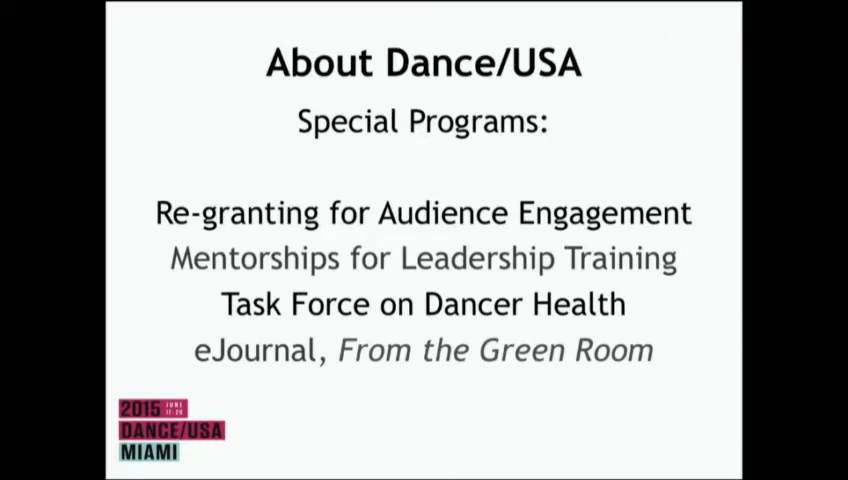 About Dance/USA
Special Programs:
Re-granting for Audience Engagement
Mentorships for Leadership Training
Task Force on Dancer Health
eJournal, From the Green Room
2015 JUNE
DANCE/USA
MIAMI